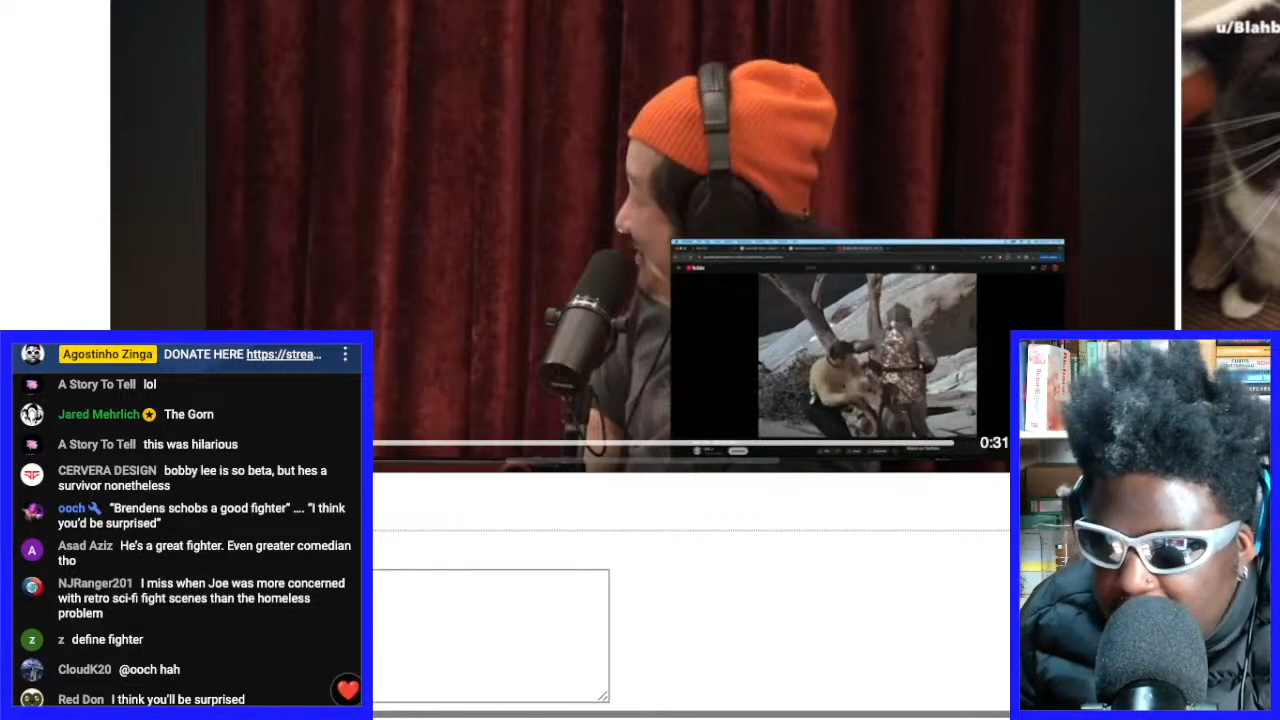 u/Blahb
0:31
Agostinho Zinga DONATE HERE https://strea...
A Story To Tell lol
Jared Mehrlich The Gorn
A Story To Tell this was hilarious
CERVERA DESIGN bobby lee is so beta, but hes a
survivor nonetheless
ooch “Brendens schobs a good fighter” .... “I think
you’d be surprised”
Asad Aziz He’s a great fighter. Even greater comedian
tho
NJRanger201 I miss when Joe was more concerned
with retro sci-fi fight scenes than the homeless
problem
z define fighter
CloudK20 @ooch hah
Red Don I think you’ll be surprised